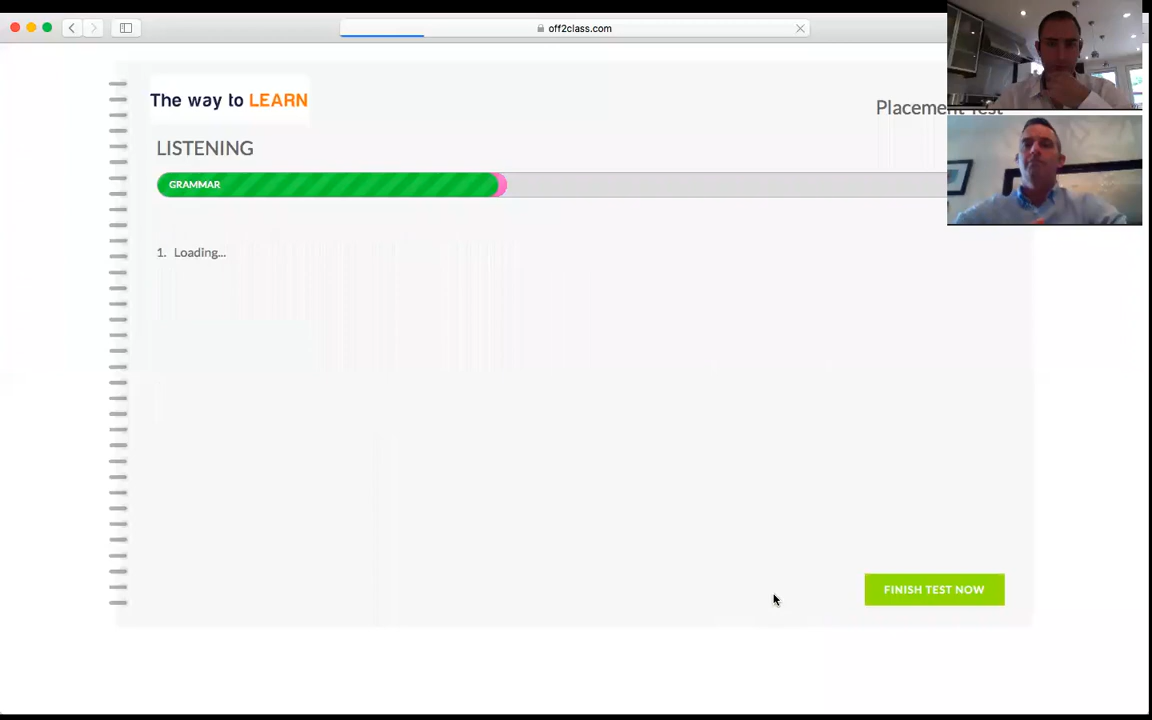 off2class.com
The way to LEARN
Placement Test
LISTENING
GRAMMAR
1. Loading...
FINISH TEST NOW